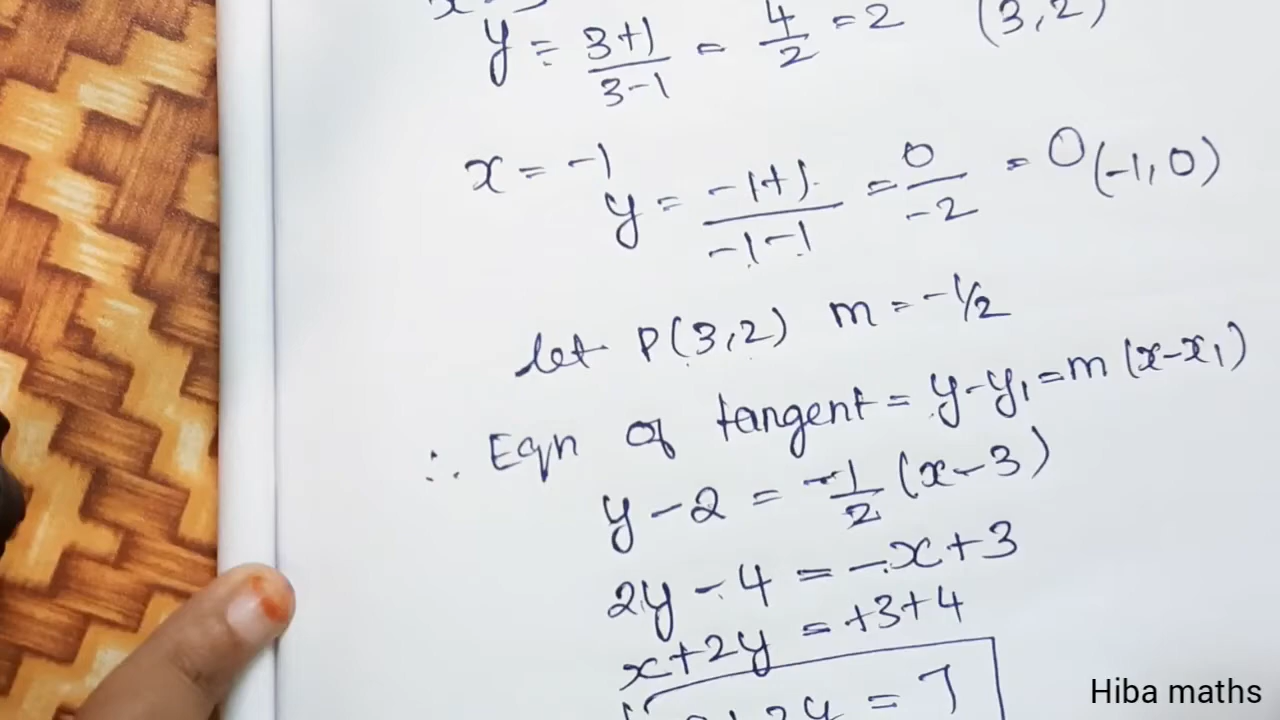 y = 3+1/3-1 = 4/2 = 2 (3,2)
x = -1
y = -1+1/-1-1 = 0/-2 = 0 (-1,0)
let P(3,2) m = -1/2
∴ Eqn of tangent = y-y₁ = m(x-x₁)
y-2 = -1/2 (x-3)
2y-4 = -x+3
x+2y = +3+4
= 7
Hiba maths